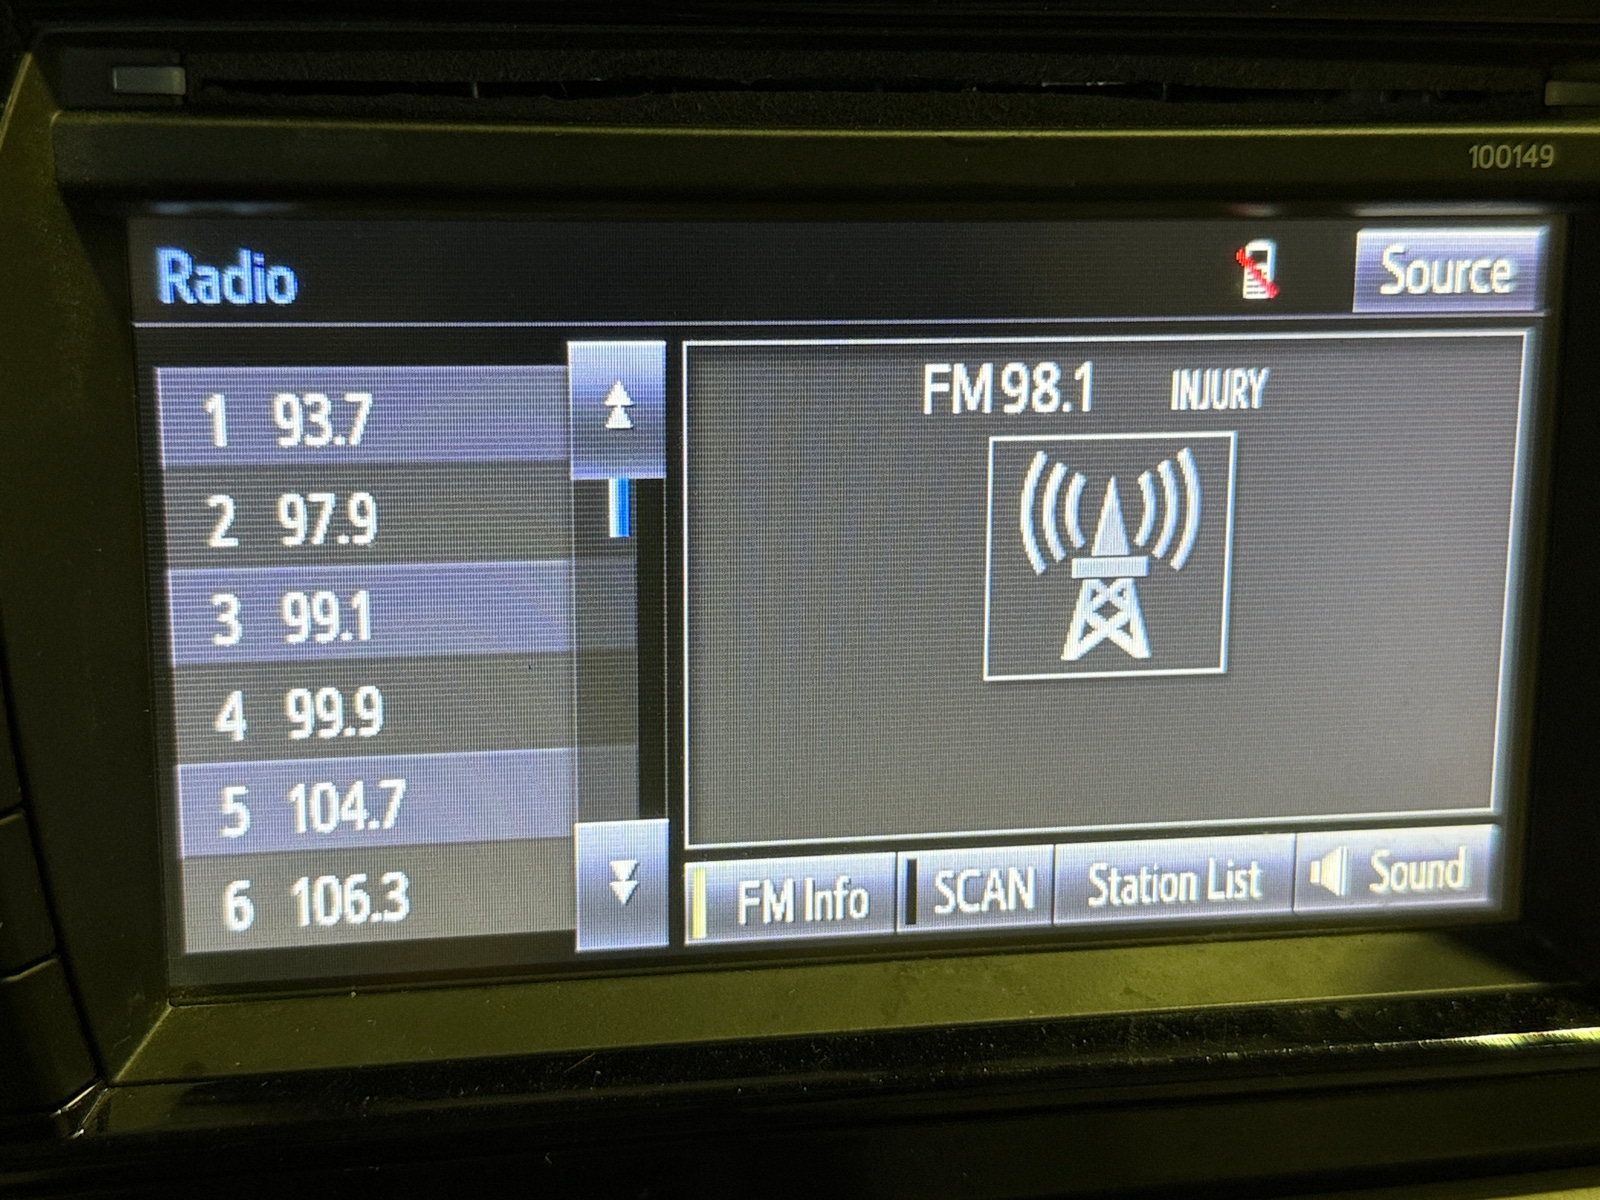 100149
Radio
Source
1 93.7
2 97.9
3 99.1
4 99.9
5 104.7
6 106.3
FM 98.1 INJURY
FM Info
SCAN
Station List
Sound